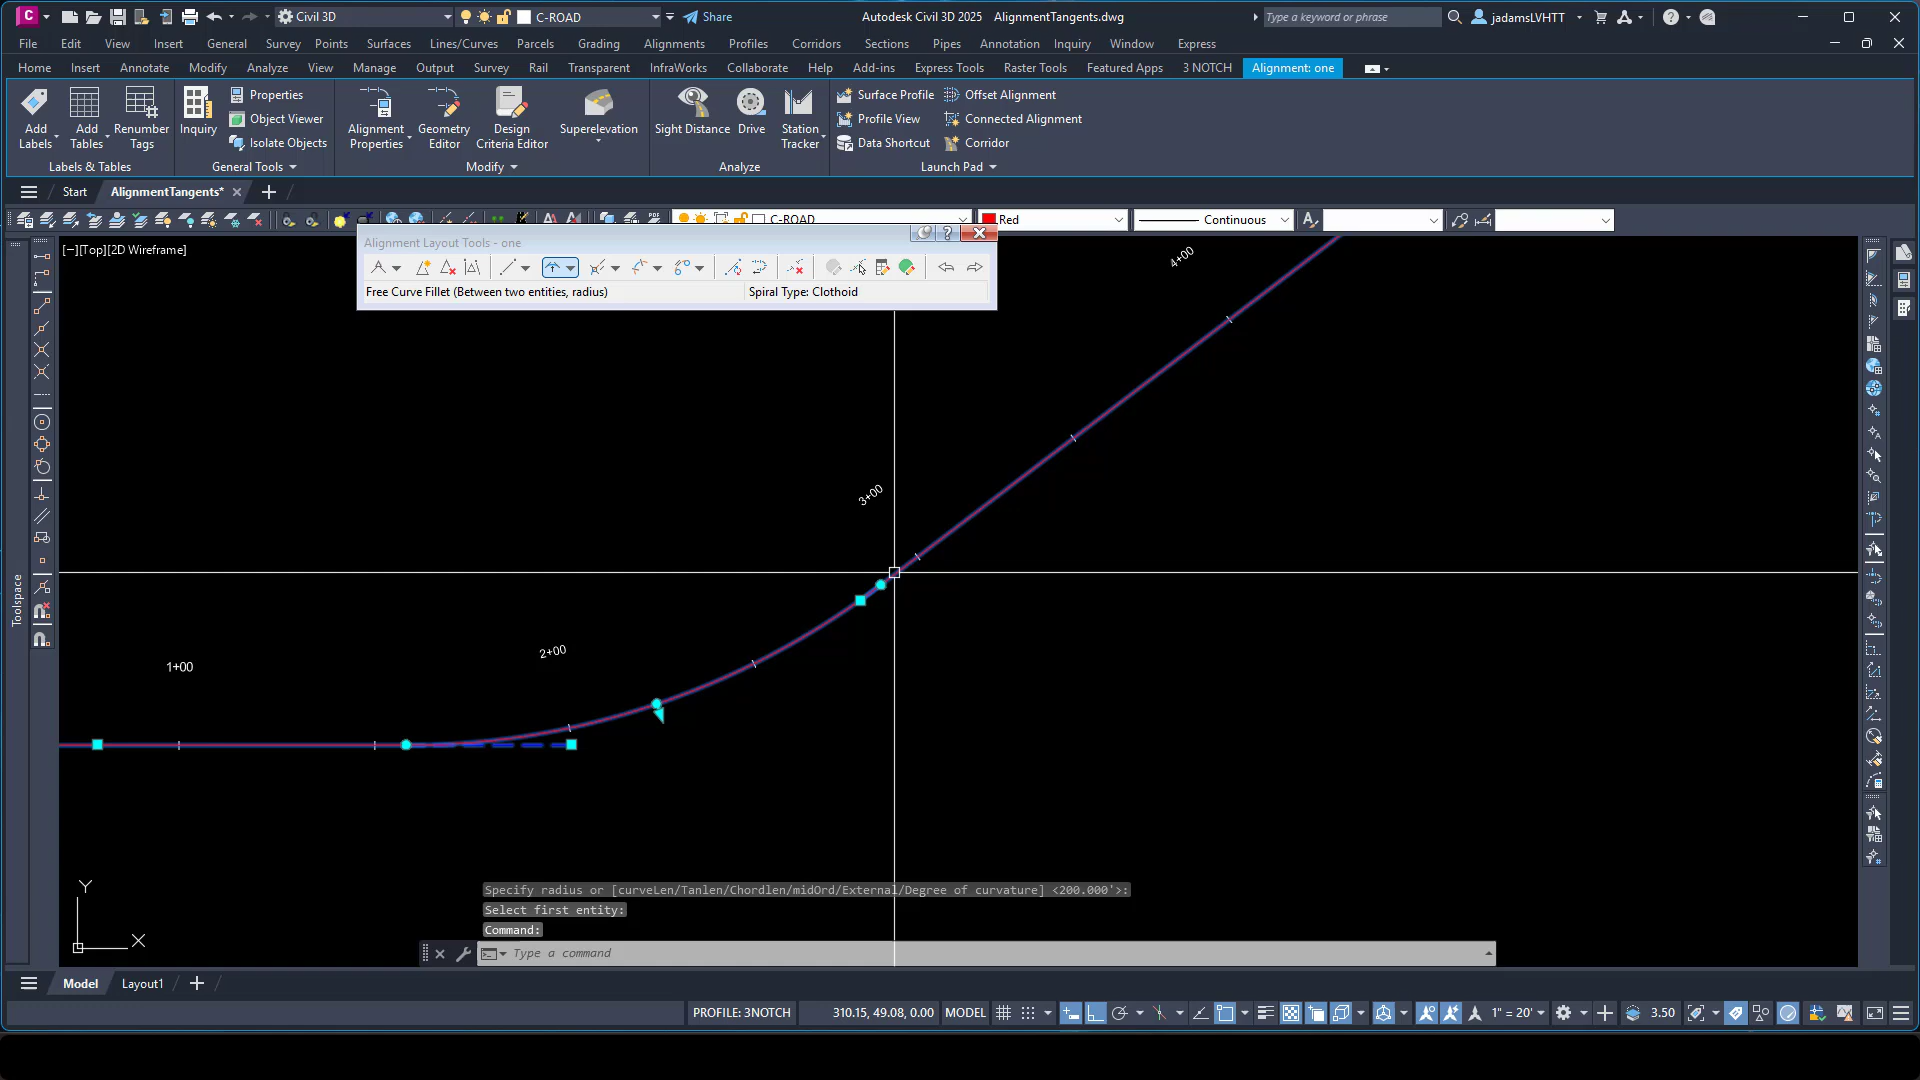 C Civil 3D C-ROAD Share Autodesk Civil 3D 2025 AlignmentTangents.dwg Type a keyword or phrase jadamsLVHTT
File Edit View Insert General Survey Points Surfaces Lines/Curves Parcels Grading Alignments Profiles Corridors Sections Pipes Annotation Inquiry Window Express
Home Insert Annotate Modify Analyze View Manage Output Survey Rail Transparent InfraWorks Collaborate Help Add-ins Express Tools Raster Tools Featured Apps 3 NOTCH Alignment: one
Add Labels
Add Tables
Renumber Tags
Labels & Tables
Inquiry
Properties
Object Viewer
Isolate Objects
General Tools
Alignment Properties
Geometry Editor
Design Criteria Editor
Superelevation
Modify
Sight Distance
Drive
Station Tracker
Analyze
Surface Profile
Profile View
Data Shortcut
Offset Alignment
Connected Alignment
Corridor
Launch Pad
Start AlignmentTangents*
C-ROAD Red Continuous
[−][Top][2D Wireframe]
Alignment Layout Tools - one
Free Curve Fillet (Between two entities, radius) Spiral Type: Clothoid
Toolspace
4+00
3+00
2+00
1+00
Y
X
Specify radius or [curveLen/Tanlen/Chordlen/midOrd/External/Degree of curvature] <200.000'>:
Select first entity:
Command:
Type a command
Model Layout1
PROFILE: 3NOTCH 310.15, 49.08, 0.00 MODEL 1" = 20' 3.50